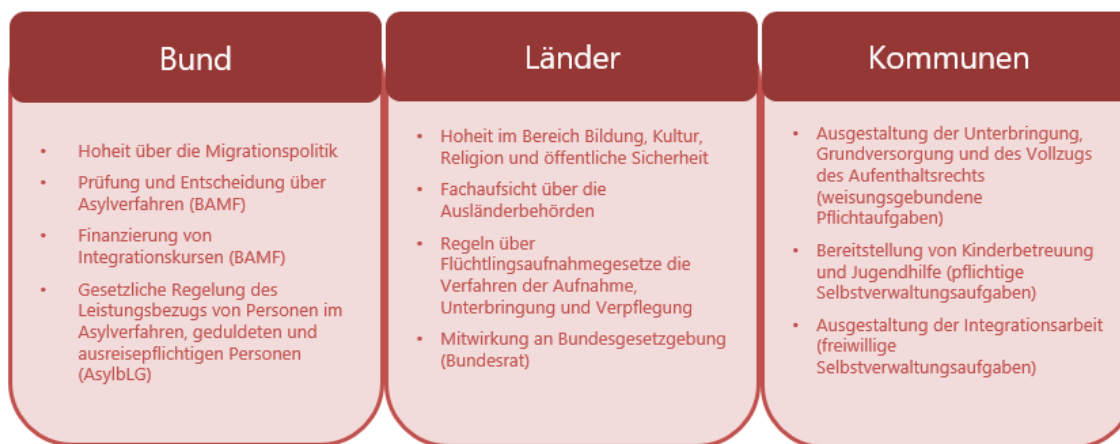 Bund
• Hoheit über die Migrationspolitik
• Prüfung und Entscheidung über
Asylverfahren (BAMF)
• Finanzierung von
Integrationskursen (BAMF)
• Gesetzliche Regelung des
Leistungsbezugs von Personen im
Asylverfahren, geduldeten und
ausreisepflichtigen Personen
(AsylbLG)
Länder
• Hoheit im Bereich Bildung, Kultur,
Religion und öffentliche Sicherheit
• Fachaufsicht über die
Ausländerbehörden
• Regeln über
Flüchtlingsaufnahmegesetze die
Verfahren der Aufnahme,
Unterbringung und Verpflegung
• Mitwirkung an Bundesgesetzgebung
(Bundesrat)
Kommunen
• Ausgestaltung der Unterbringung,
Grundversorgung und des Vollzugs
des Aufenthaltsrechts
(weisungsgebundene
Pflichtaufgaben)
• Bereitstellung von Kinderbetreuung
und Jugendhilfe (pflichtige
Selbstverwaltungsaufgaben)
• Ausgestaltung der Integrationsarbeit
(freiwillige
Selbstverwaltungsaufgaben)